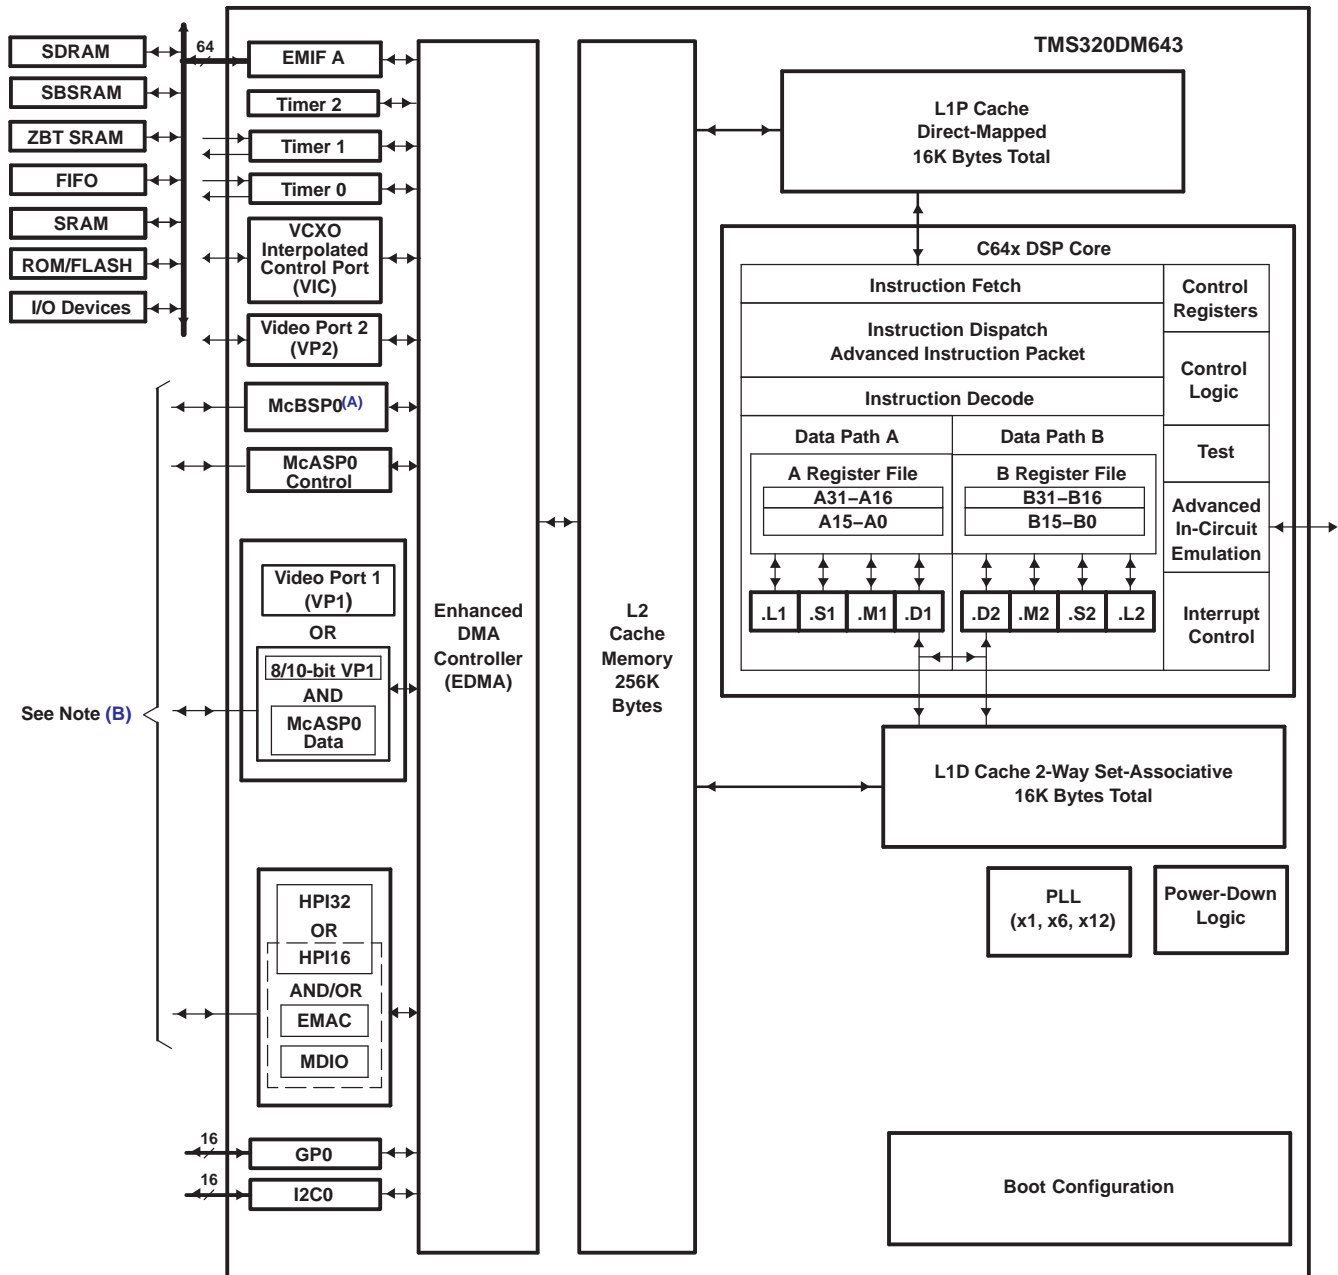 TMS320DM643
SDRAM
SBSRAM
ZBT SRAM
FIFO
SRAM
ROM/FLASH
I/O Devices
64
EMIF A
Timer 2
Timer 1
Timer 0
VCXO
Interpolated
Control Port
(VIC)
Video Port 2
(VP2)
McBSP0(A)
McASP0
Control
See Note (B)
Video Port 1
(VP1)
OR
8/10-bit VP1
AND
McASP0
Data
HPI32
OR
HPI16
AND/OR
EMAC
MDIO
16
GP0
16
I2C0
Enhanced
DMA
Controller
(EDMA)
L2
Cache
Memory
256K
Bytes
L1P Cache
Direct-Mapped
16K Bytes Total
C64x DSP Core
Instruction Fetch
Instruction Dispatch
Advanced Instruction Packet
Instruction Decode
Data Path A
A Register File
A31−A16
A15−A0
Data Path B
B Register File
B31−B16
B15−B0
.L1
.S1
.M1
.D1
.D2
.M2
.S2
.L2
Control
Registers
Control
Logic
Test
Advanced
In-Circuit
Emulation
Interrupt
Control
L1D Cache 2-Way Set-Associative
16K Bytes Total
PLL
(x1, x6, x12)
Power-Down
Logic
Boot Configuration